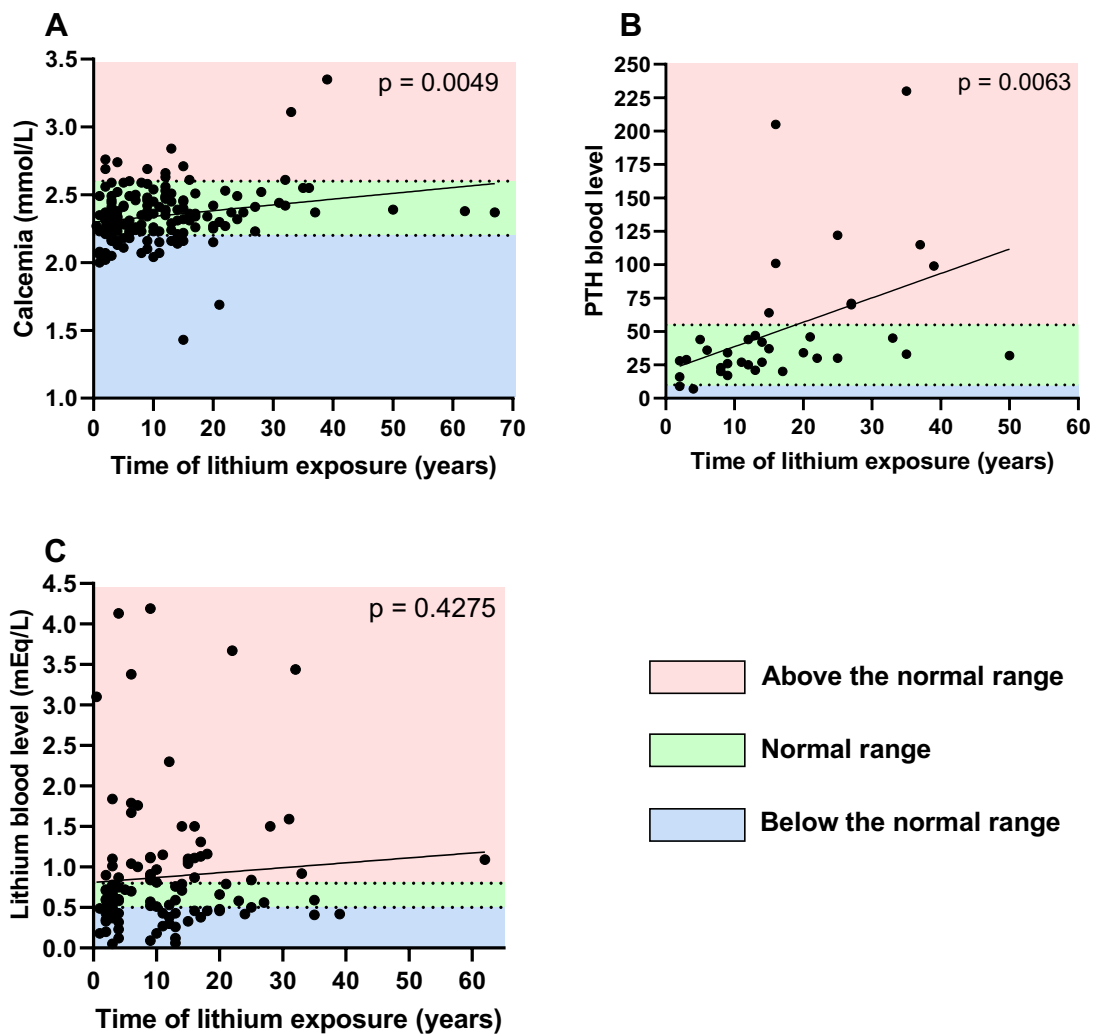 A
p = 0.0049
Calcemia (mmol/L)
3.5
3.0
2.5
2.0
1.5
1.0
0 10 20 30 40 50 60 70
Time of lithium exposure (years)
B
p = 0.0063
PTH blood level
250
225
200
175
150
125
100
75
50
25
0
0 10 20 30 40 50 60
Time of lithium exposure (years)
C
p = 0.4275
Lithium blood level (mEq/L)
4.5
4.0
3.5
3.0
2.5
2.0
1.5
1.0
0.5
0.0
0 10 20 30 40 50 60
Time of lithium exposure (years)
Above the normal range
Normal range
Below the normal range